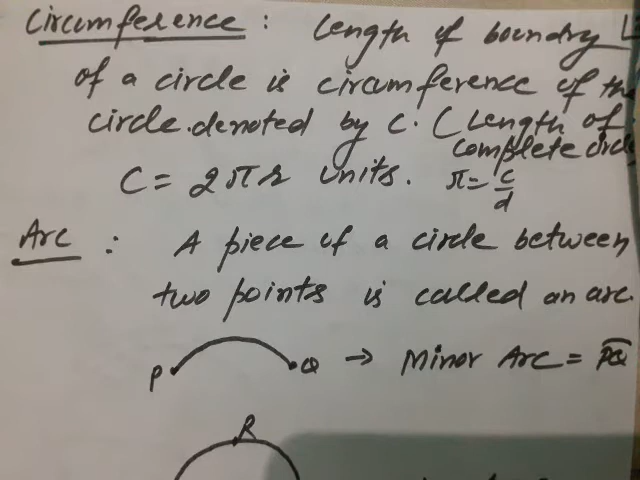 Circumference : Length of boundry
of a circle is circumference of the
circle. denoted by C. ( Length of
complete circle
C = 2πr units. π = c/d
Arc : A piece of a circle between
two points is called an arc.
P Q → Minor Arc = PQ
R